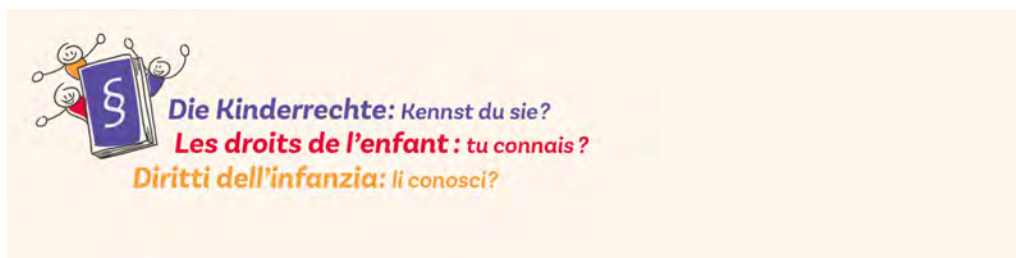 §
Die Kinderrechte: Kennst du sie?
Les droits de l'enfant : tu connais ?
Diritti dell'infanzia: li conosci?